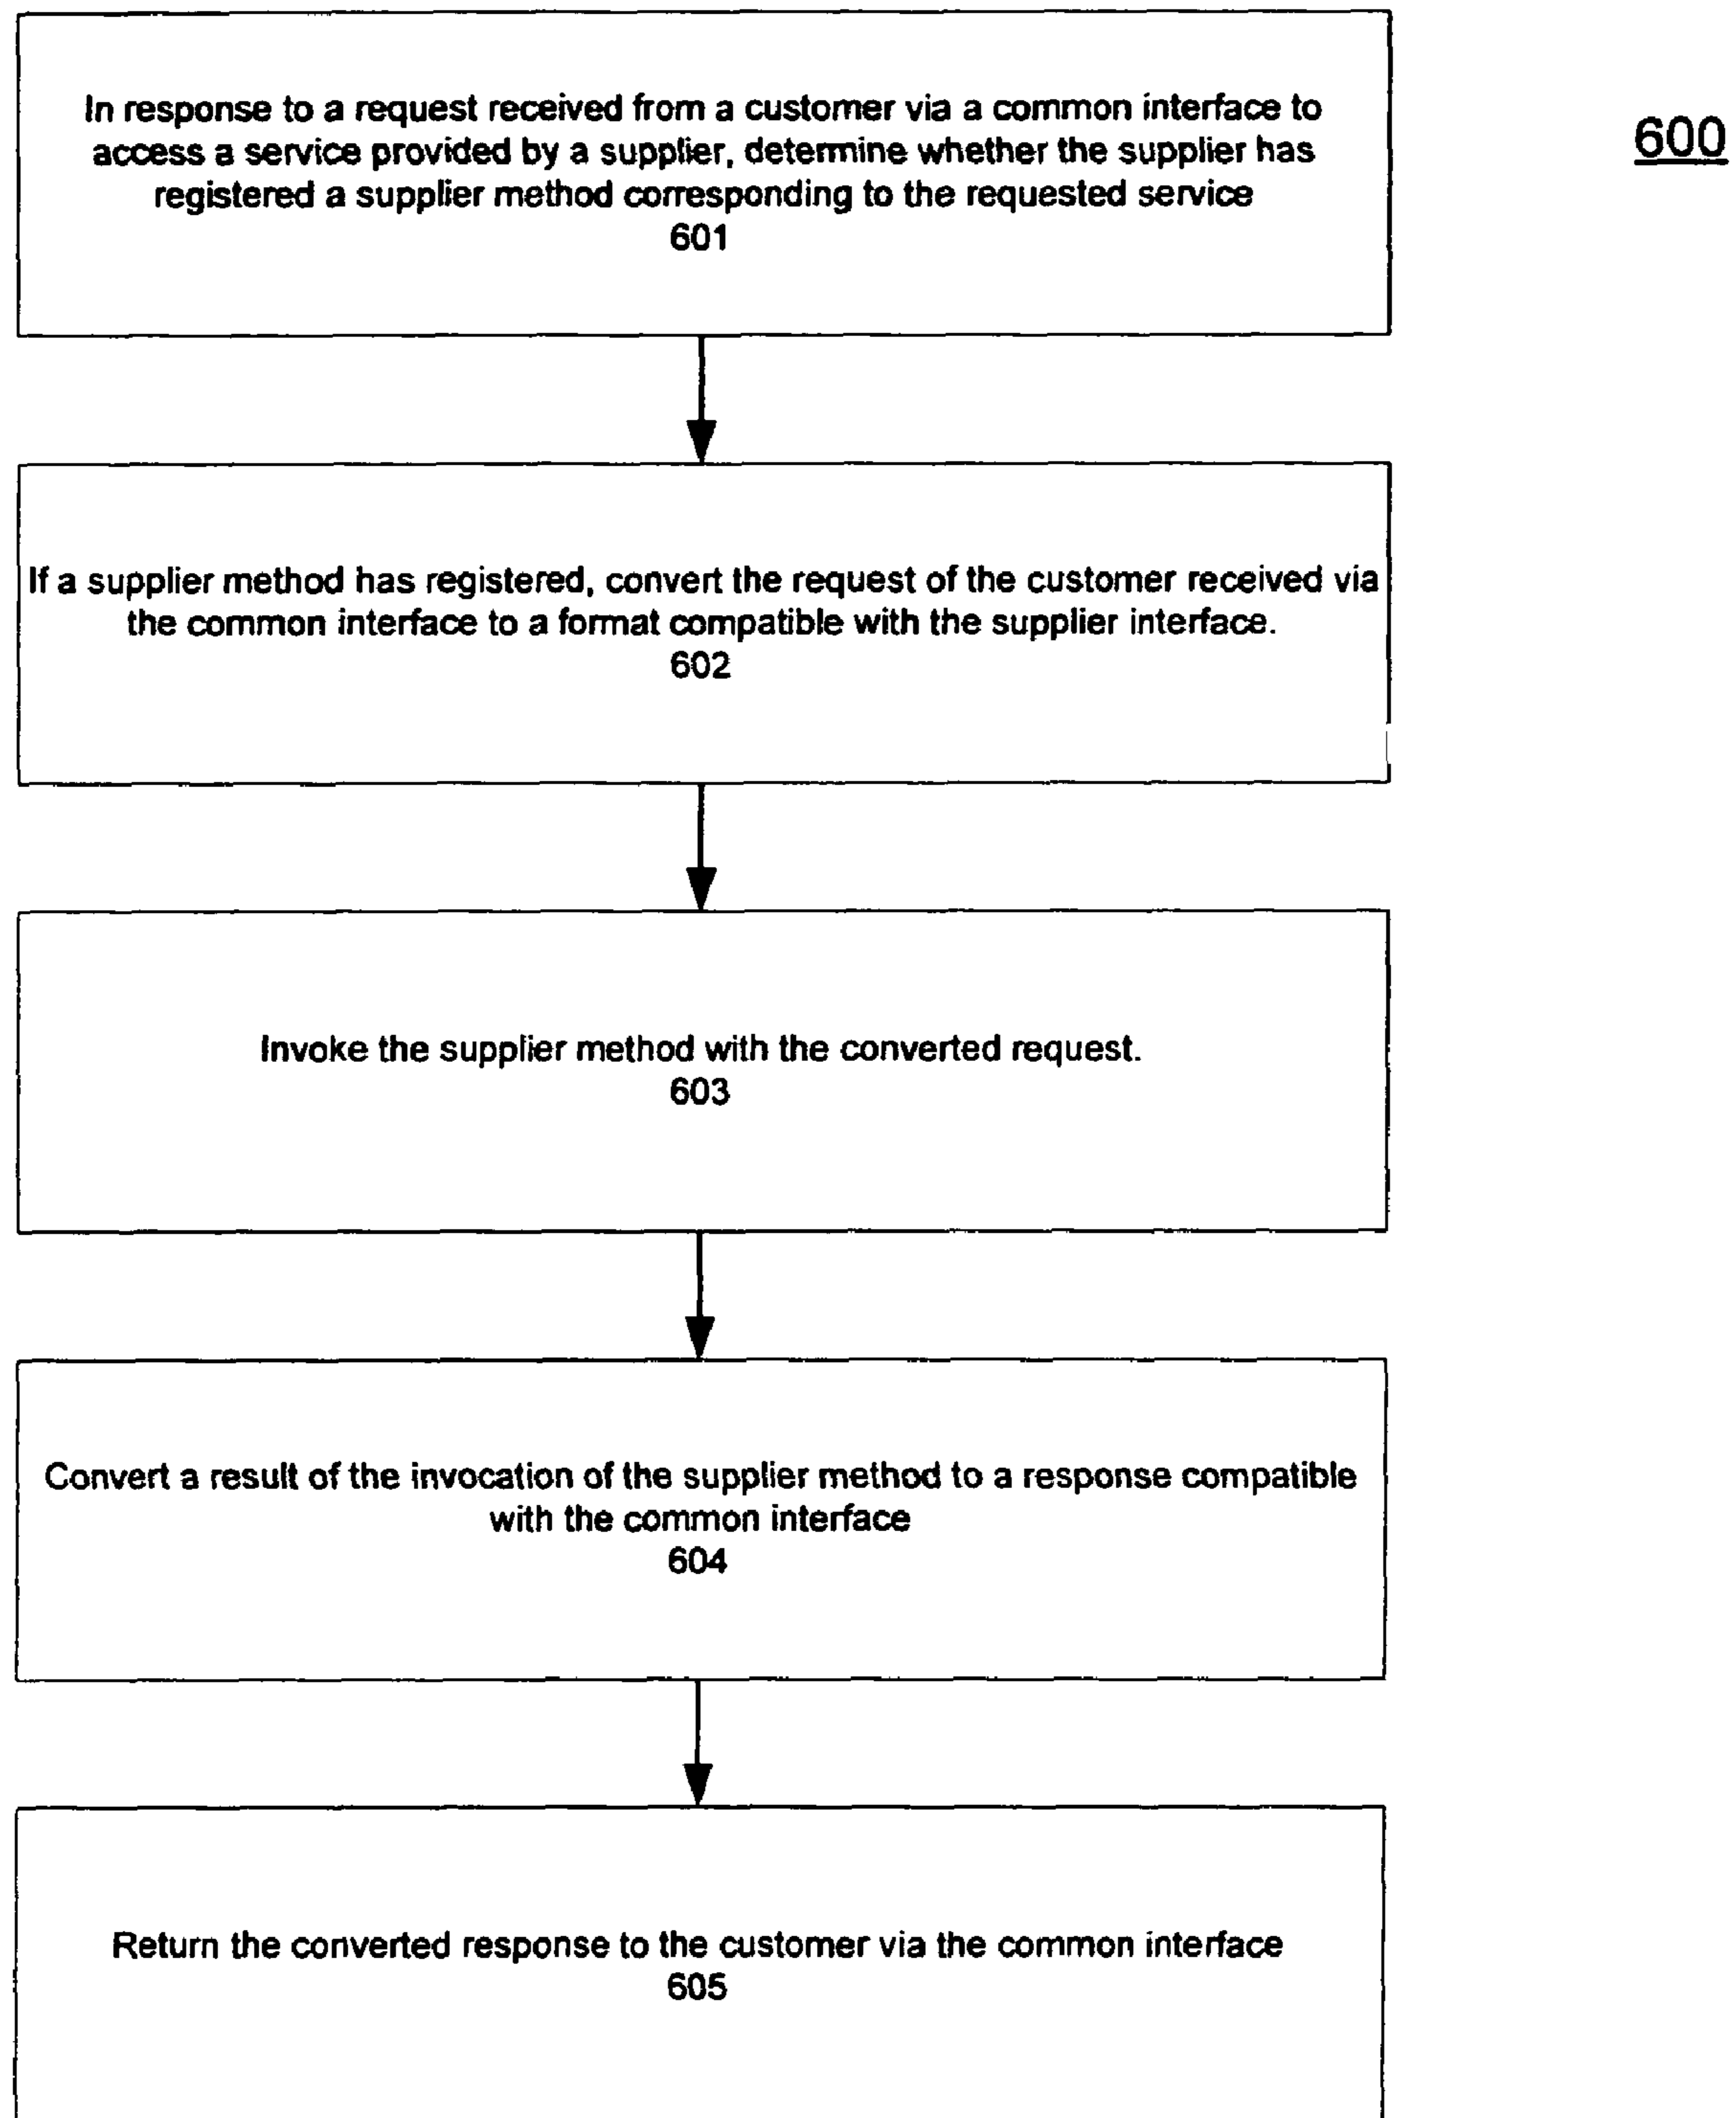 In response to a request received from a customer via a common interface to
access a service provided by a supplier, determine whether the supplier has
registered a supplier method corresponding to the requested service
601
600
If a supplier method has registered, convert the request of the customer received via
the common interface to a format compatible with the supplier interface.
602
Invoke the supplier method with the converted request.
603
Convert a result of the invocation of the supplier method to a response compatible
with the common interface
604
Return the converted response to the customer via the common interface
605